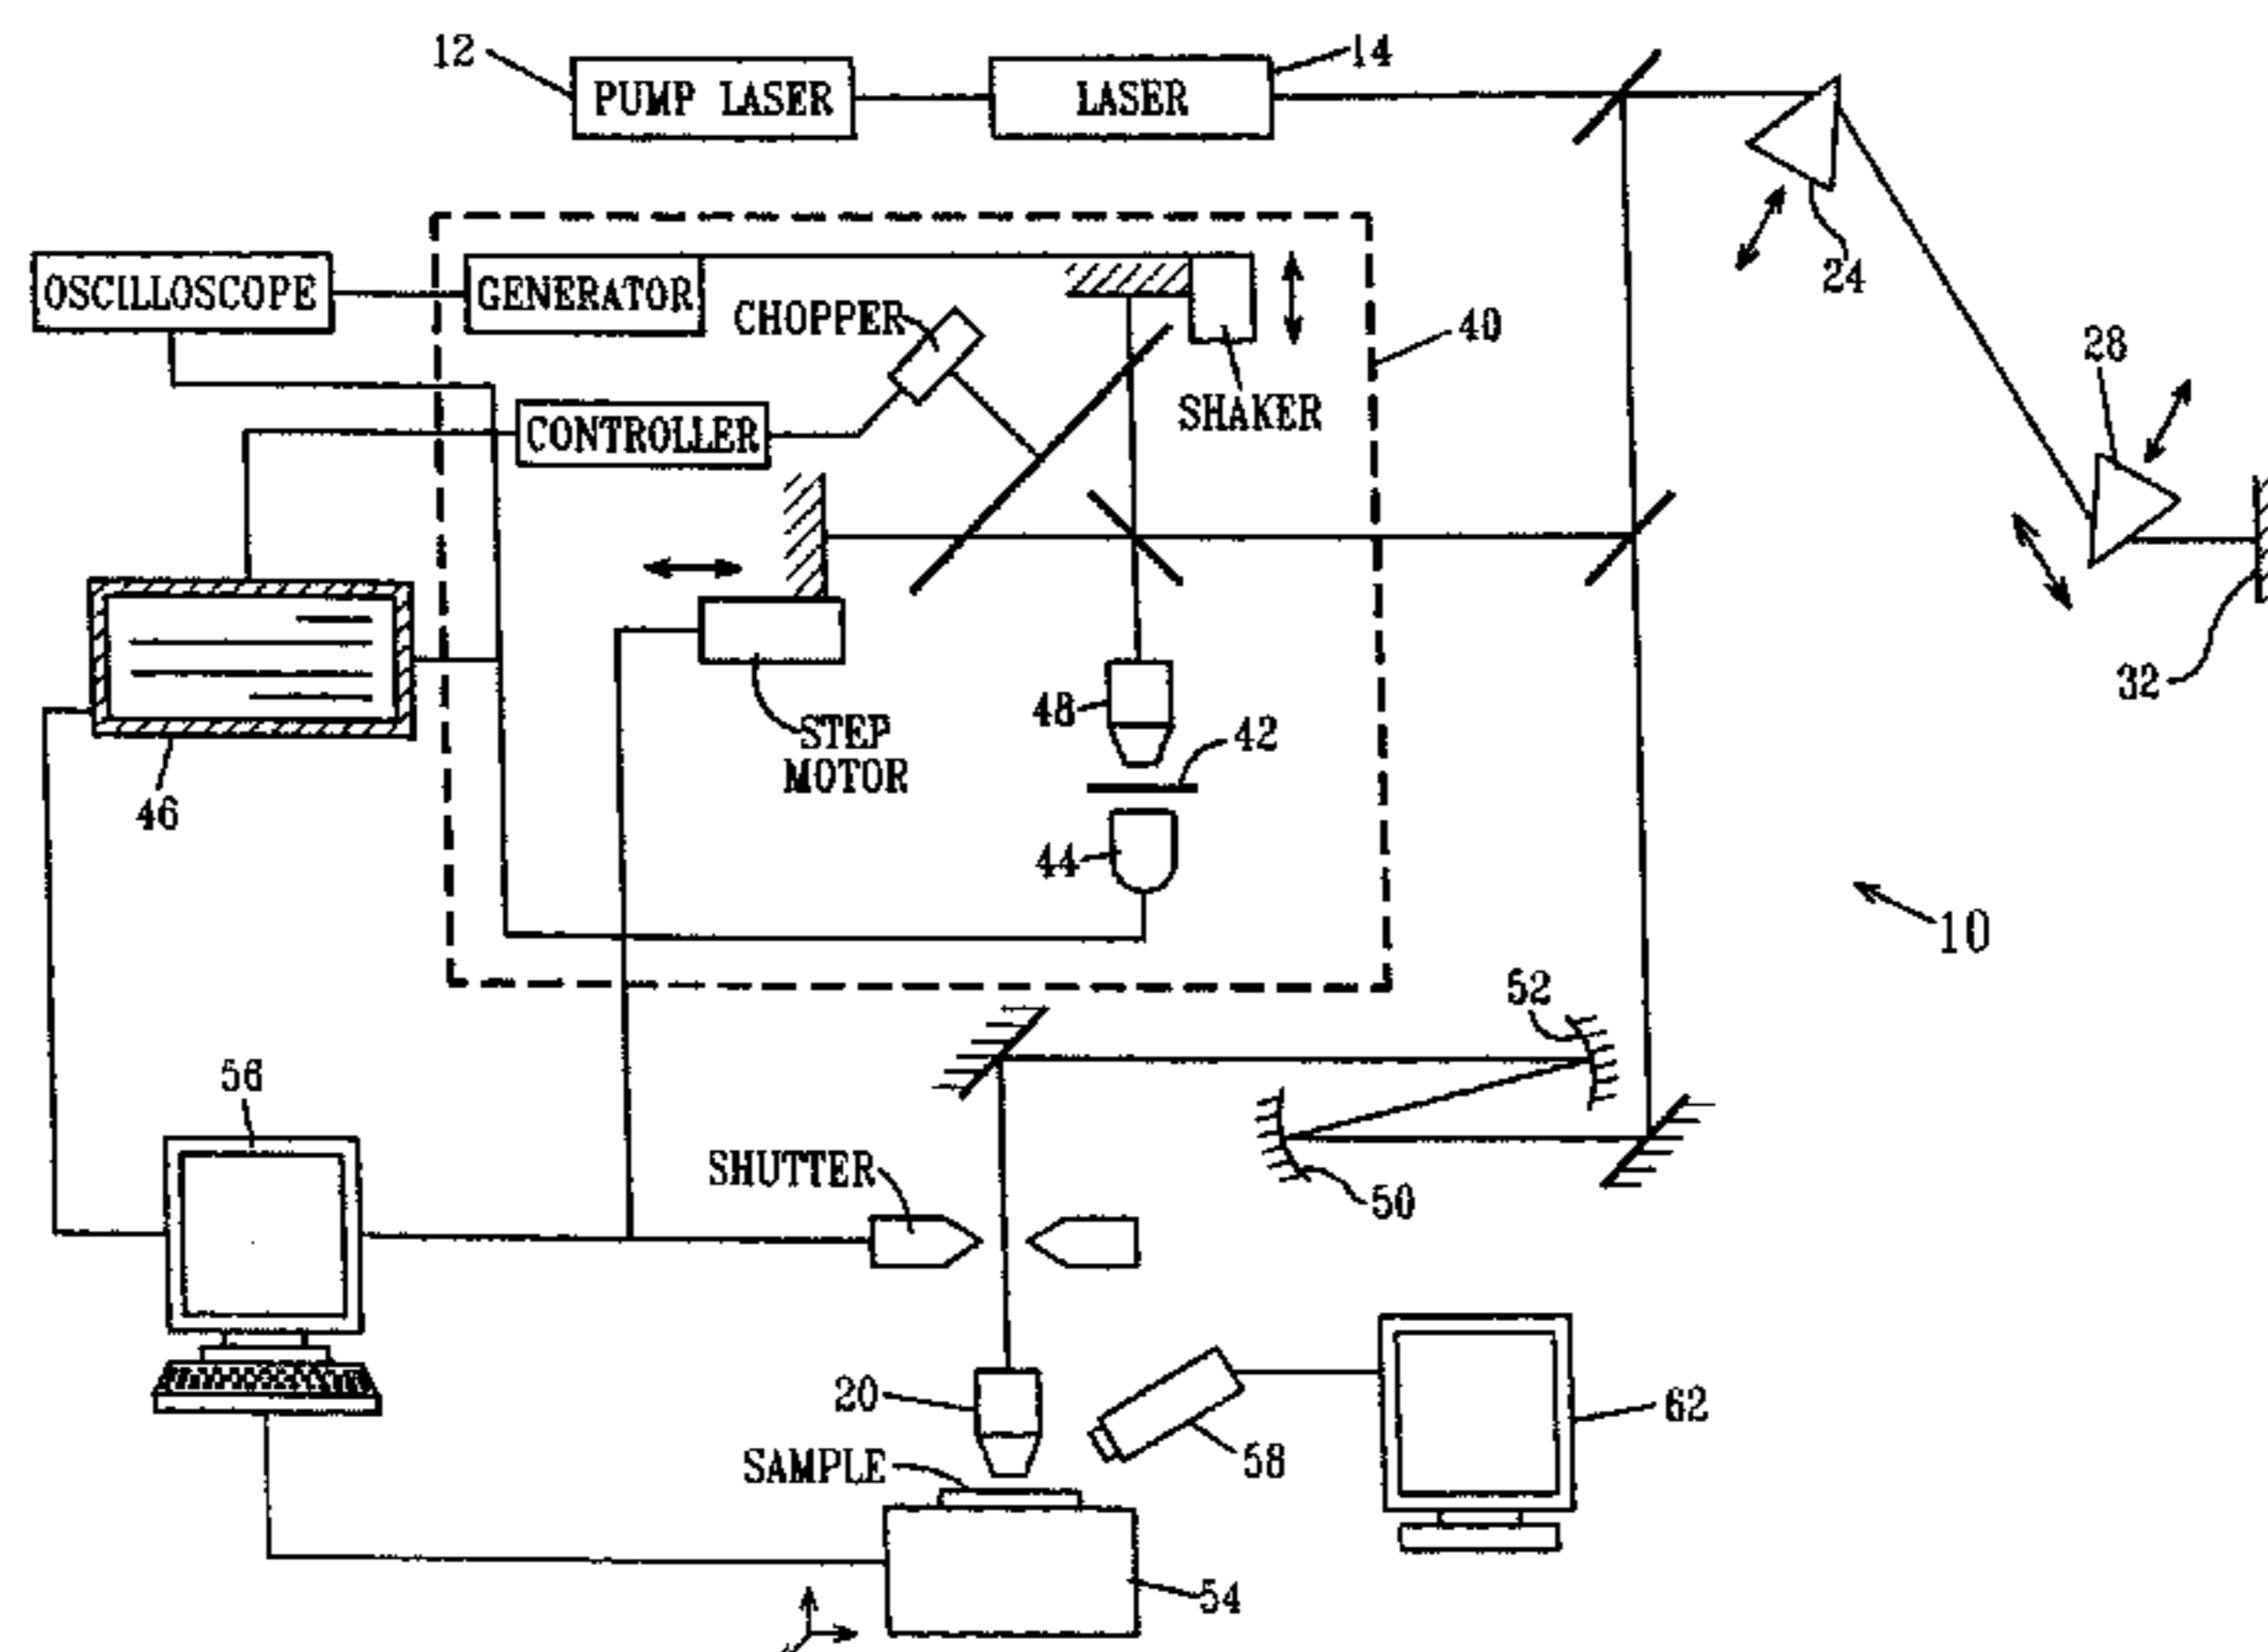 12
PUMP LASER
LASER
14
24
OSCILLOSCOPE
GENERATOR
CHOPPER
SHAKER
40
28
CONTROLLER
32
48
42
STEP
MOTOR
46
44
10
52
56
50
SHUTTER
20
58
62
SAMPLE
54